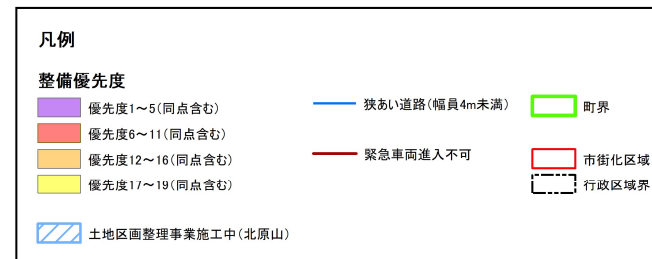 凡例
整備優先度
優先度1～5(同点含む)
優先度6～11(同点含む)
優先度12～16(同点含む)
優先度17～19(同点含む)
土地区画整理事業施工中(北原山)
狭あい道路(幅員4m未満)
緊急車両進入不可
町界
市街化区域
行政区域界